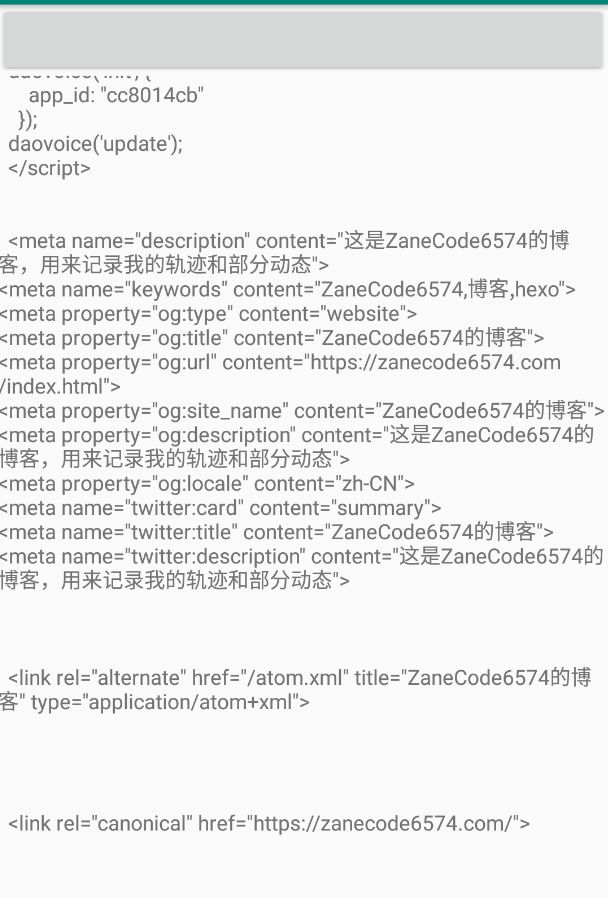 daovoice('init') {
app_id: "cc8014cb"
});
daovoice('update');
</script>
<meta name="description" content="这是ZaneCode6574的博
客，用来记录我的轨迹和部分动态">
<meta name="keywords" content="ZaneCode6574,博客,hexo">
<meta property="og:type" content="website">
<meta property="og:title" content="ZaneCode6574的博客">
<meta property="og:url" content="https://zanecode6574.com
/index.html">
<meta property="og:site_name" content="ZaneCode6574的博客">
<meta property="og:description" content="这是ZaneCode6574的
博客，用来记录我的轨迹和部分动态">
<meta property="og:locale" content="zh-CN">
<meta name="twitter:card" content="summary">
<meta name="twitter:title" content="ZaneCode6574的博客">
<meta name="twitter:description" content="这是ZaneCode6574的
博客，用来记录我的轨迹和部分动态">
<link rel="alternate" href="/atom.xml" title="ZaneCode6574的博
客" type="application/atom+xml">
<link rel="canonical" href="https://zanecode6574.com/">